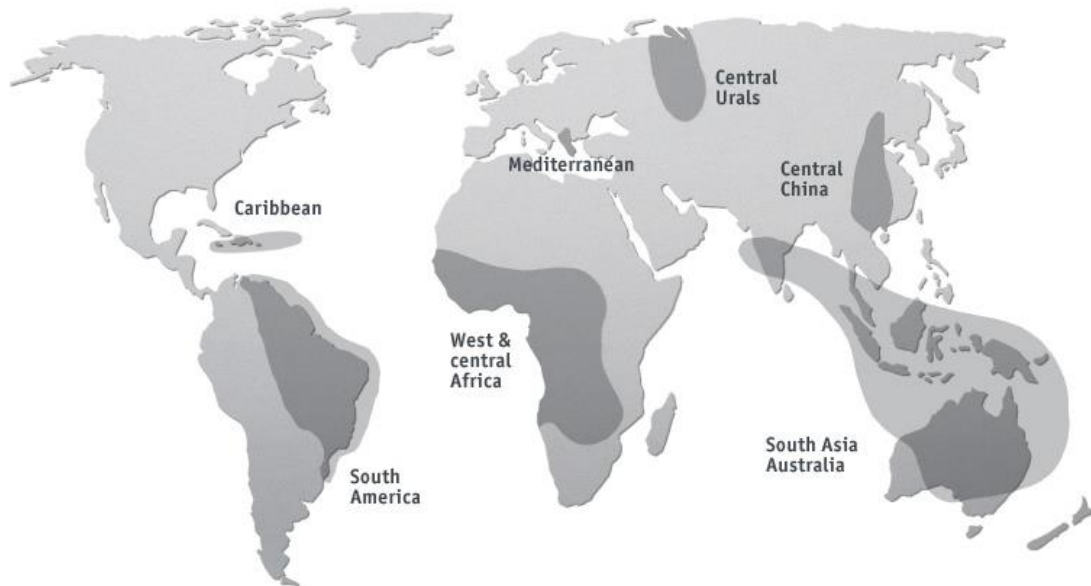 Central
Urals
Mediterranean
Central
China
Caribbean
West &
central
Africa
South Asia
Australia
South
America